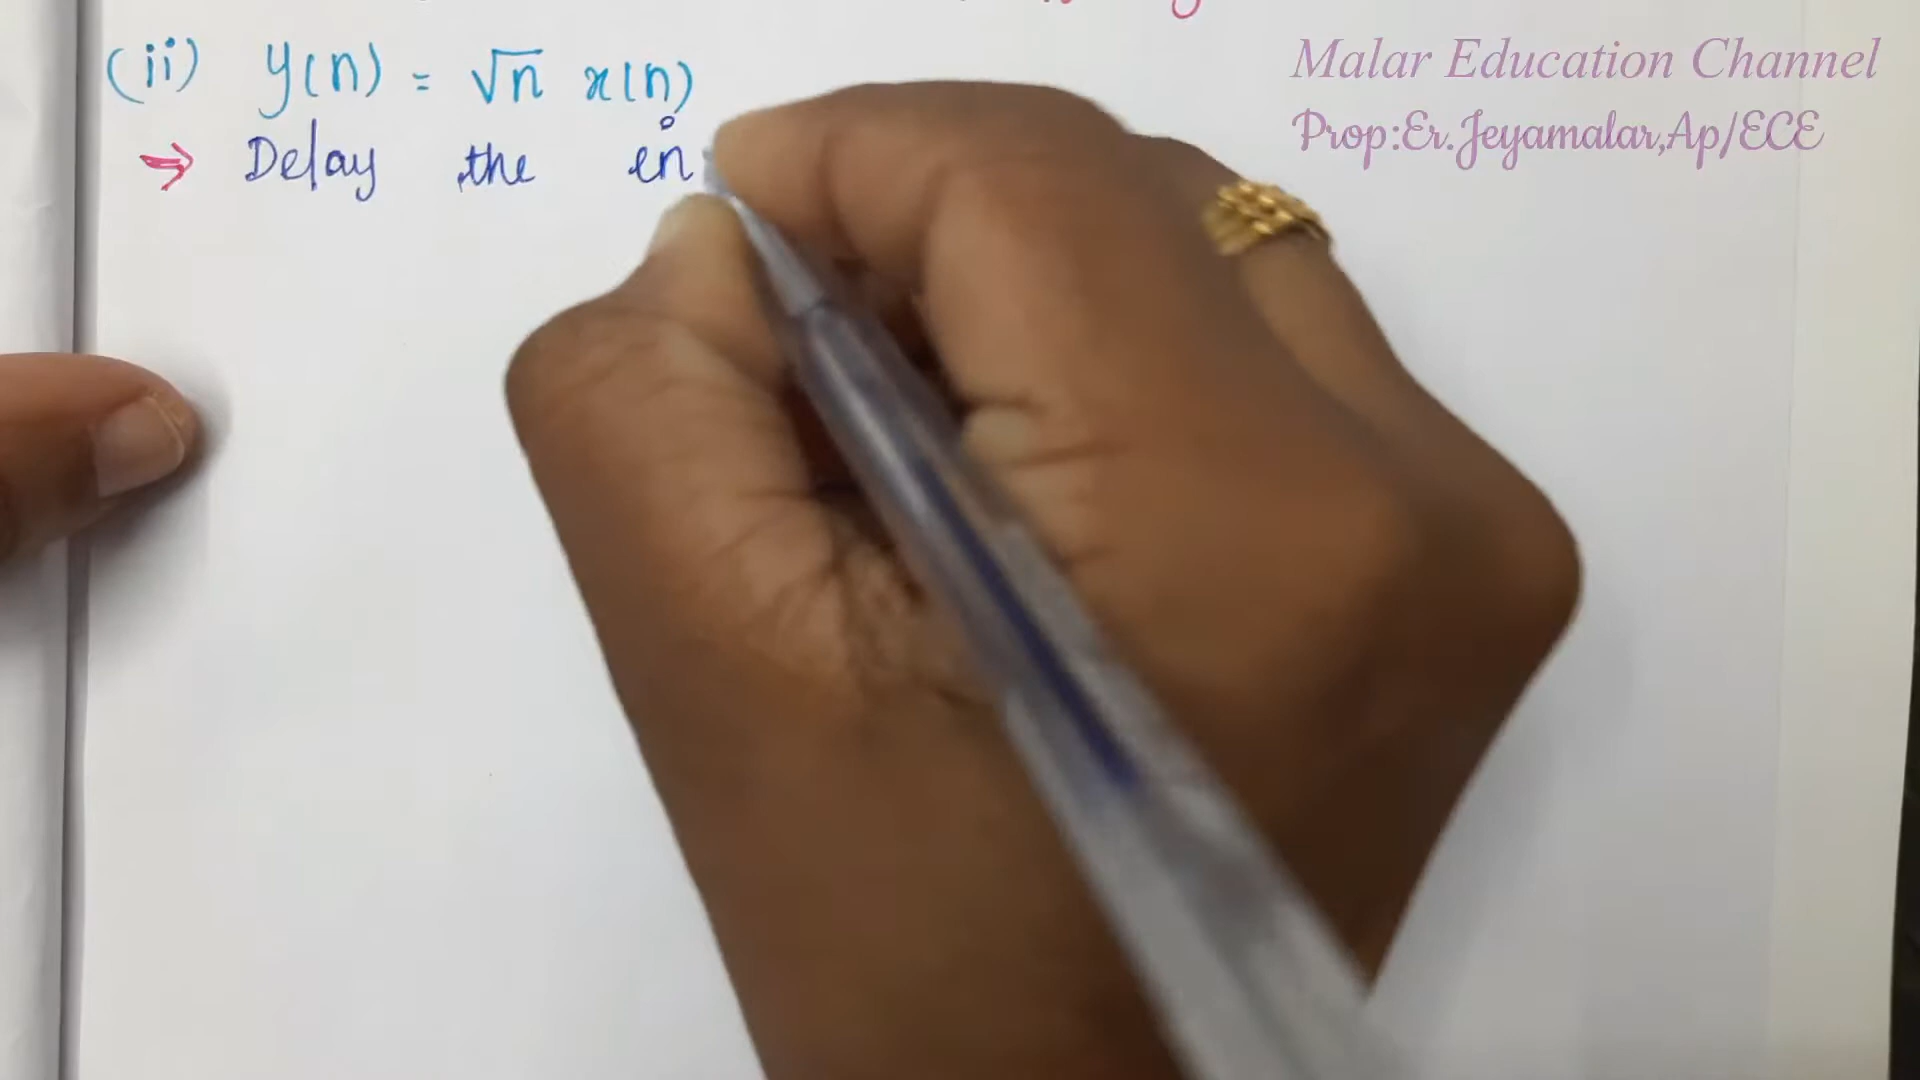 (ii) y(n) = √n x(n)
→ Delay the in
Malar Education Channel
Prop:Er.Jeyamalar,Ap/ECE